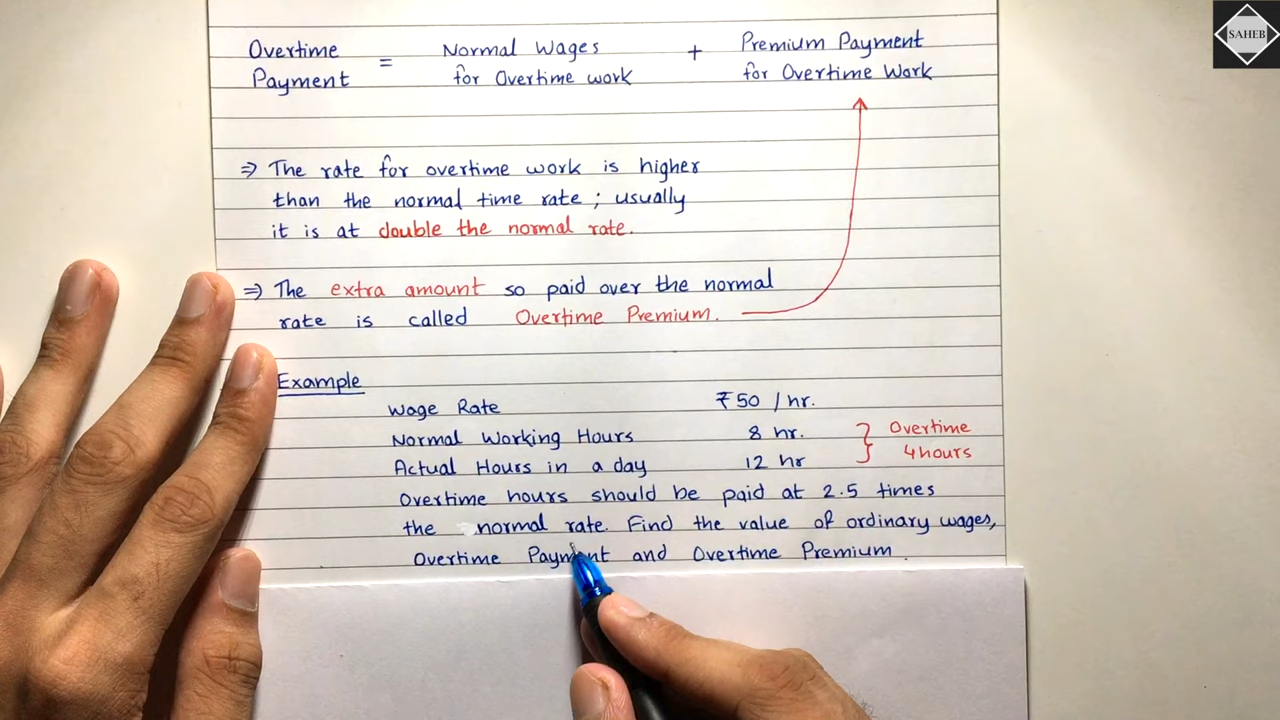 SAHEB
Overtime Payment = Normal Wages for Overtime work + Premium Payment for Overtime Work
⇒ The rate for overtime work is higher
than the normal time rate ; usually
it is at double the normal rate.
⇒ The extra amount so paid over the normal
rate is called Overtime Premium.
Example
Wage Rate ₹50 / hr.
Normal Working Hours 8 hr.
Actual Hours in a day 12 hr
} Overtime
4 hours
Overtime hours should be paid at 2.5 times
the normal rate. Find the value of ordinary wages,
Overtime Payment and Overtime Premium.